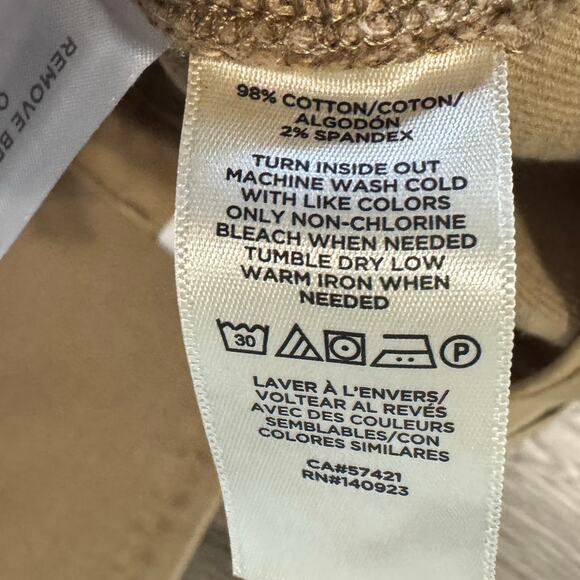 REMOVE BE
98% COTTON/COTON/
ALGODÓN
2% SPANDEX
TURN INSIDE OUT
MACHINE WASH COLD
WITH LIKE COLORS
ONLY NON-CHLORINE
BLEACH WHEN NEEDED
TUMBLE DRY LOW
WARM IRON WHEN
NEEDED
30
P
LAVER À L'ENVERS/
VOLTEAR AL REVÉS
AVEC DES COULEURS
SEMBLABLES/CON
COLORES SIMILARES
CA#57421
RN#140923